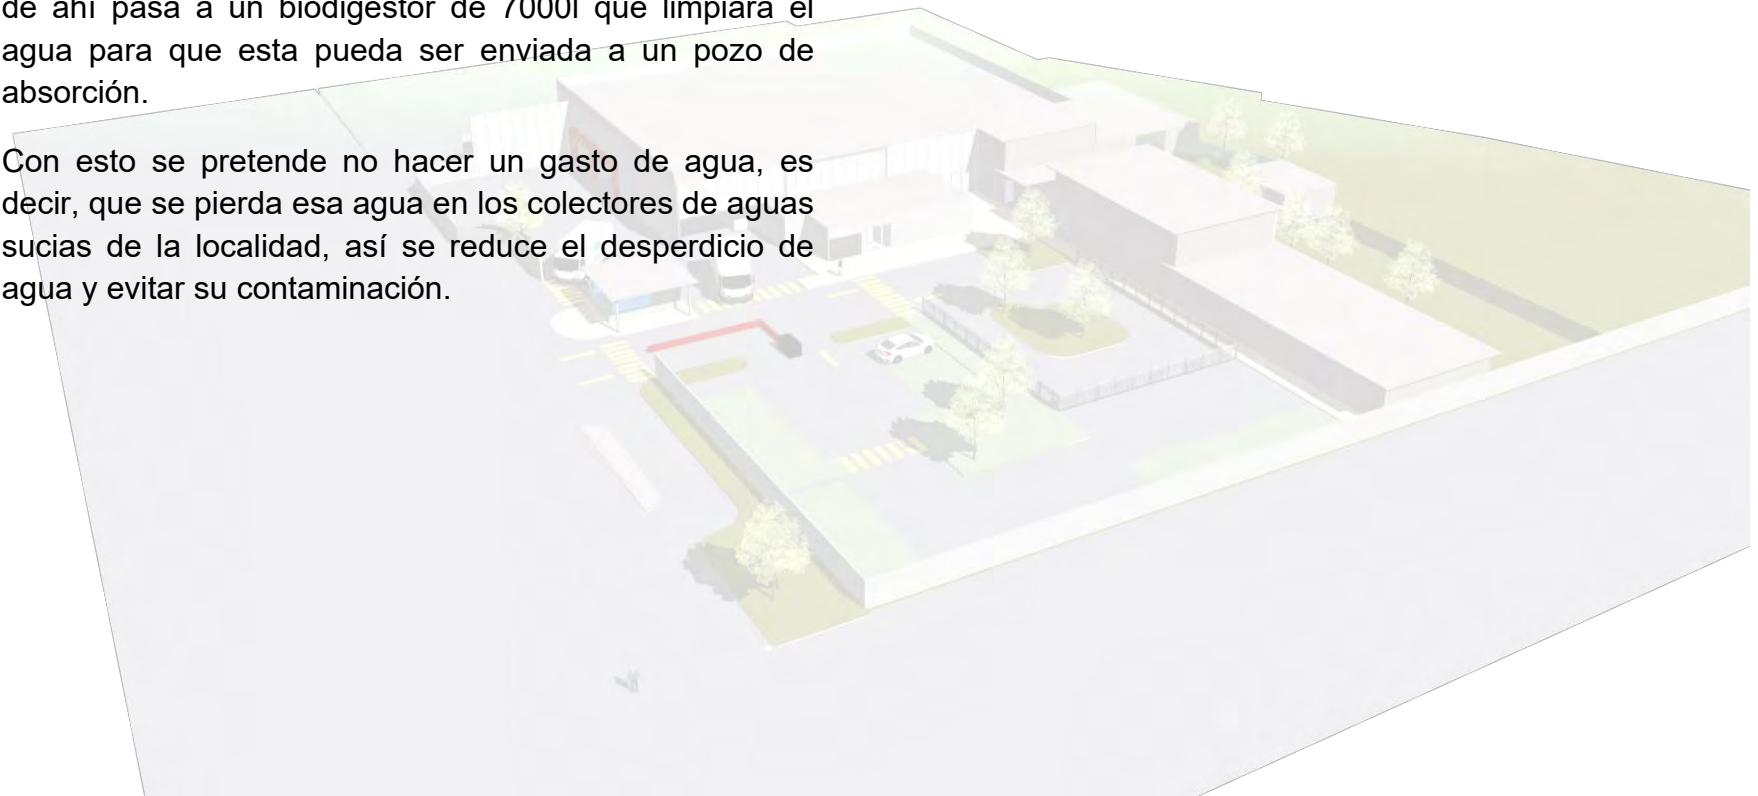 de ahí pasa a un biodigestor de 7000l que limpiará el
agua para que esta pueda ser enviada a un pozo de
absorción.
Con esto se pretende no hacer un gasto de agua, es
decir, que se pierda esa agua en los colectores de aguas
sucias de la localidad, así se reduce el desperdicio de
agua y evitar su contaminación.